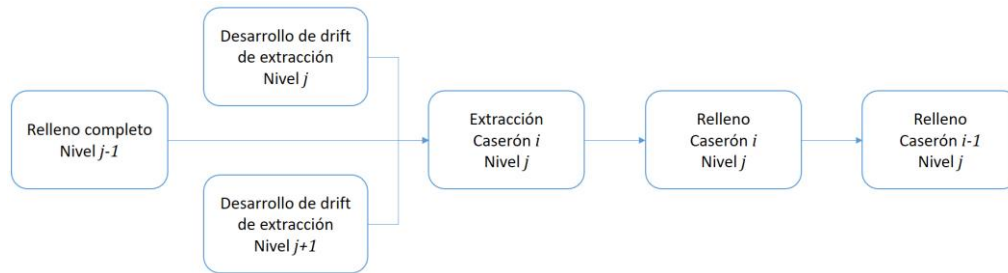 Relleno completo
Nivel j-1
Desarrollo de drift
de extracción
Nivel j
Desarrollo de drift
de extracción
Nivel j+1
Extracción
Caserón i
Nivel j
Relleno
Caserón i
Nivel j
Relleno
Caserón i-1
Nivel j